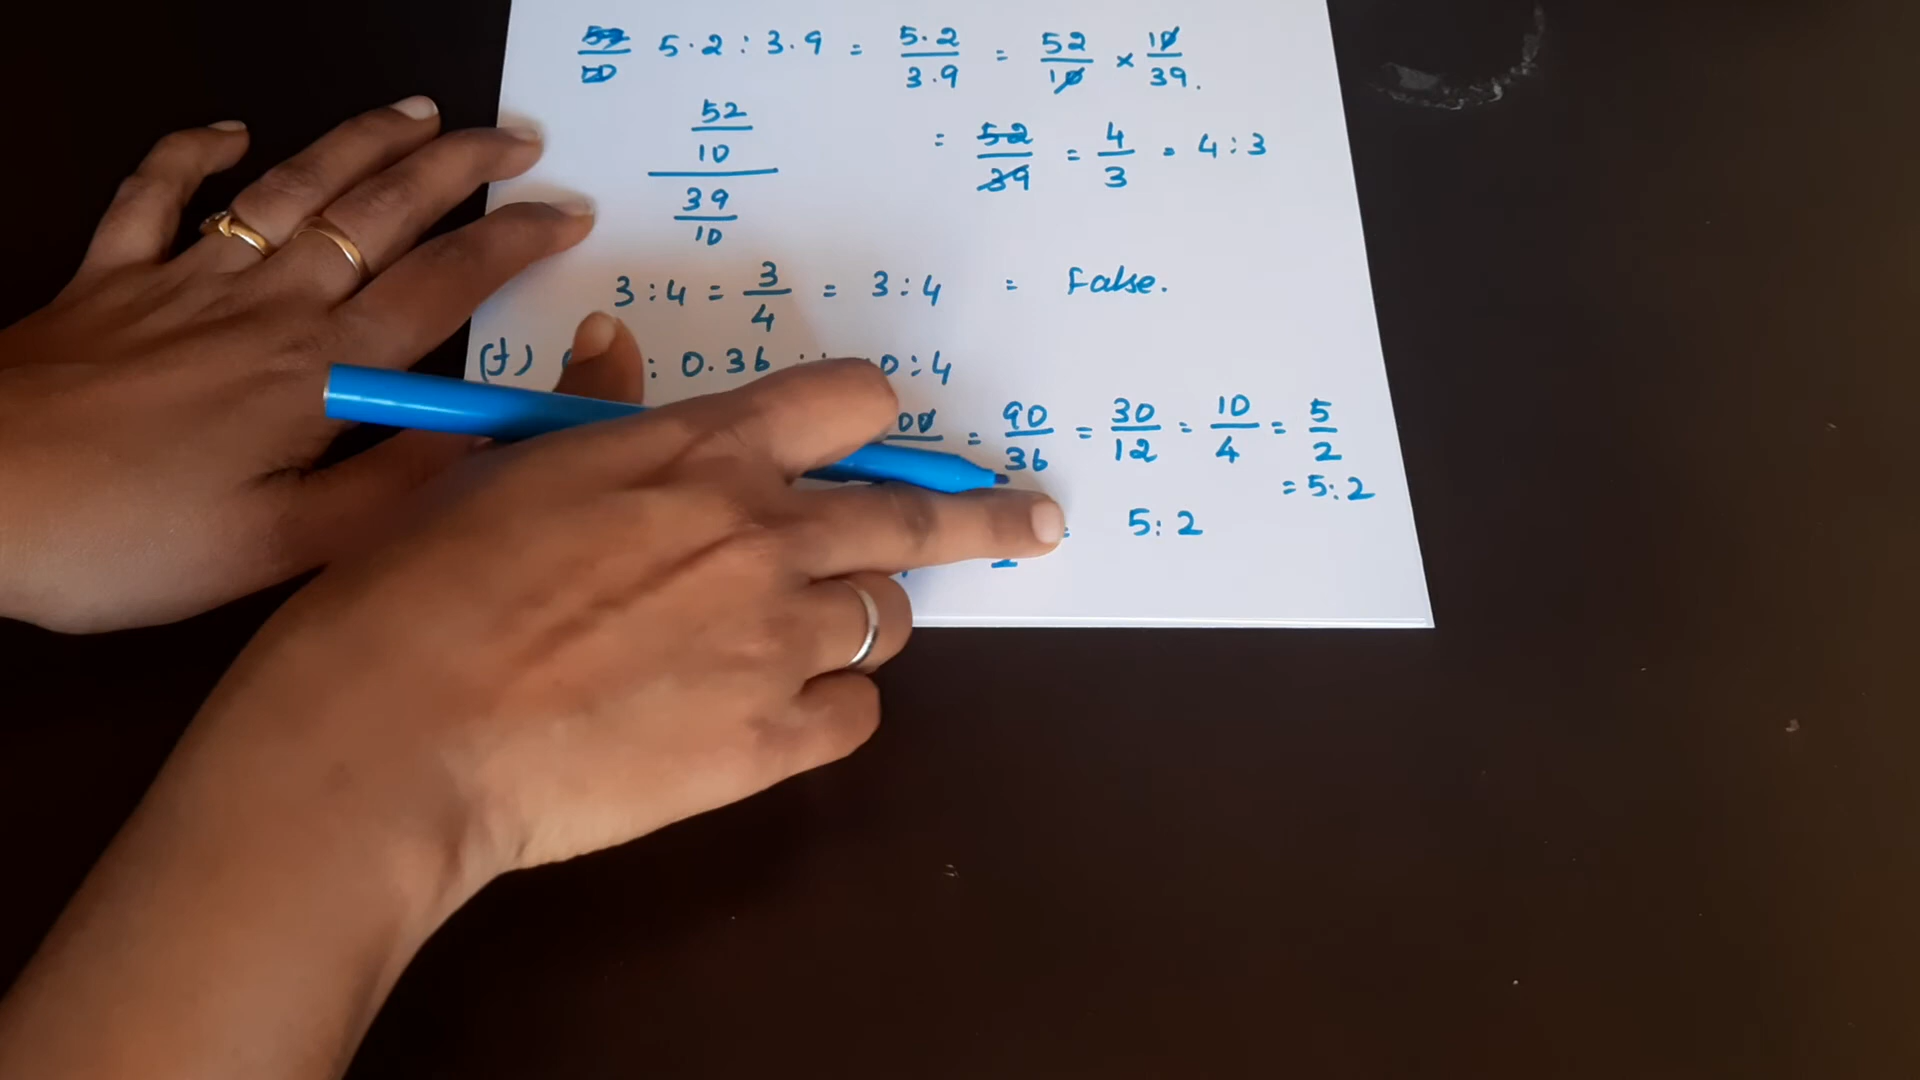 5.2 : 3.9 = 5.2/3.9 = 52/10 × 10/39.
52/10 / 39/10
= 52/39 = 4/3 = 4:3
3:4 = 3/4 = 3:4 = False.
(f) : 0.36 0:4
= 90/36 = 30/12 = 10/4 = 5/2
= 5:2
5:2